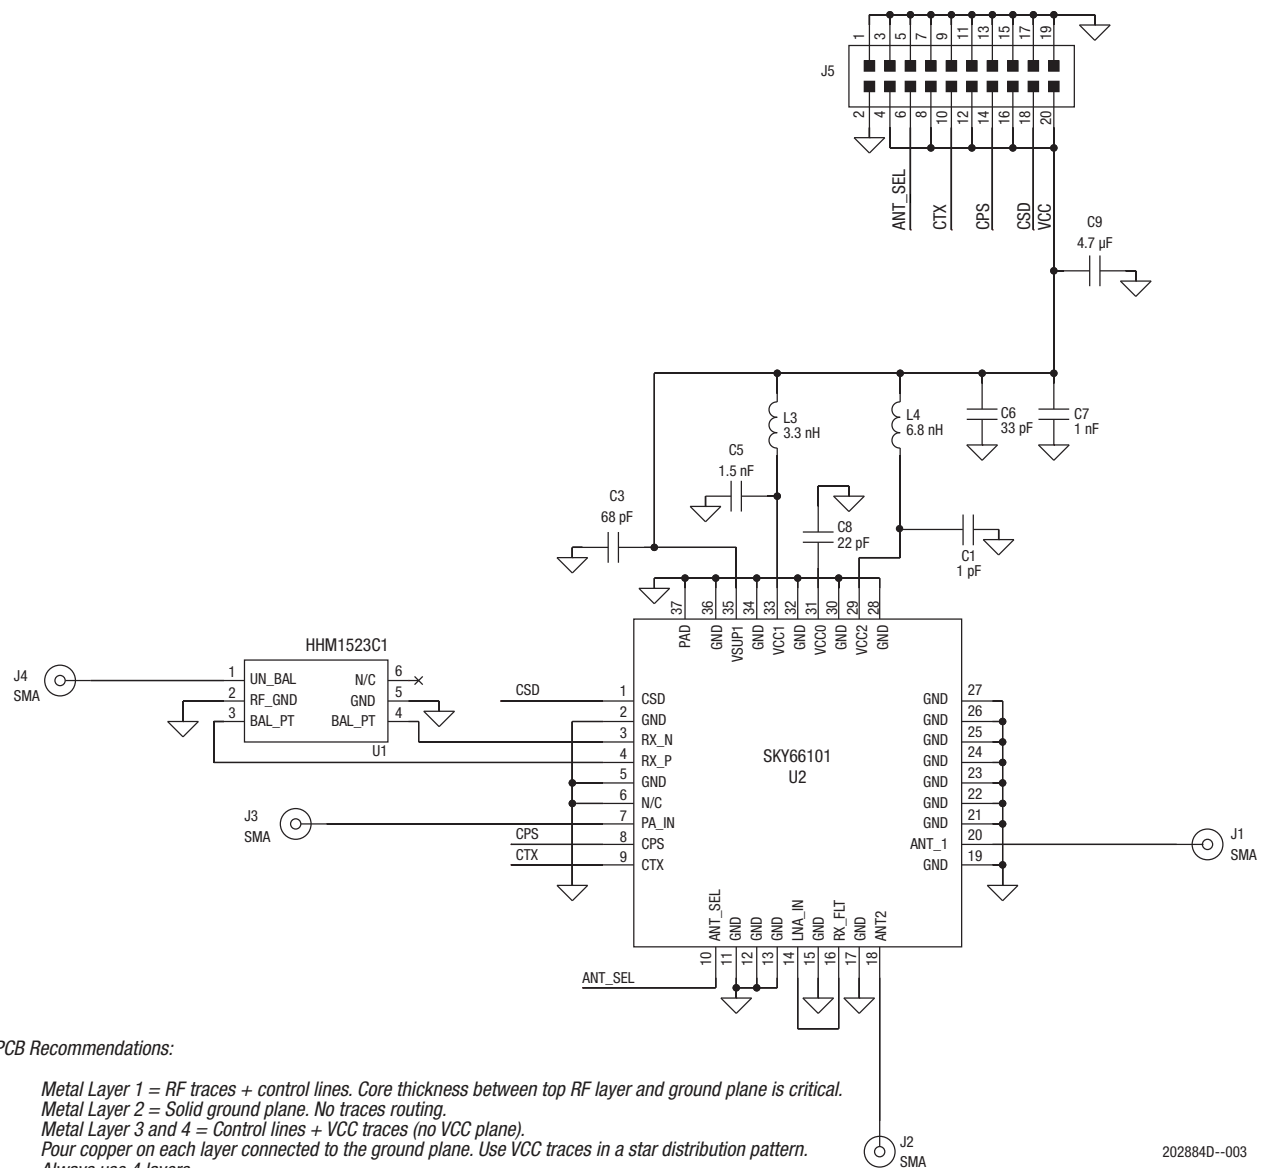 1 3 5 7 9 11 13 15 17 19
J5
2 4 6 8 10 12 14 16 18 20
ANT_SEL
CTX
CPS
CSD
VCC
C9
4.7 µF
L3
3.3 nH
L4
6.8 nH
C6
33 pF
C7
1 nF
C5
1.5 nF
C3
68 pF
C8
22 pF
C1
1 pF
37 36 35 34 33 32 31 30 29 28
PAD
GND
VSUP1
GND
VCC1
GND
VCC0
GND
VCC2
GND
HHM1523C1
J4
SMA
1 UN_BAL
2 RF_GND
3 BAL_PT
N/C 6
GND 5
BAL_PT 4
U1
CSD
1 CSD
2 GND
3 RX_N
4 RX_P
5 GND
6 N/C
7 PA_IN
8 CPS
9 CTX
J3
SMA
CPS
CTX
SKY66101
U2
GND 27
GND 26
GND 25
GND 24
GND 23
GND 22
GND 21
ANT_1 20
GND 19
J1
SMA
ANT_SEL
GND
GND
GND
LNA_IN
GND
RX_FLT
GND
ANT2
10 11 12 13 14 15 16 17 18
ANT_SEL
J2
SMA
PCB Recommendations:
Metal Layer 1 = RF traces + control lines. Core thickness between top RF layer and ground plane is critical.
Metal Layer 2 = Solid ground plane. No traces routing.
Metal Layer 3 and 4 = Control lines + VCC traces (no VCC plane).
Pour copper on each layer connected to the ground plane. Use VCC traces in a star distribution pattern.
Always use 4 layers
202884D--003